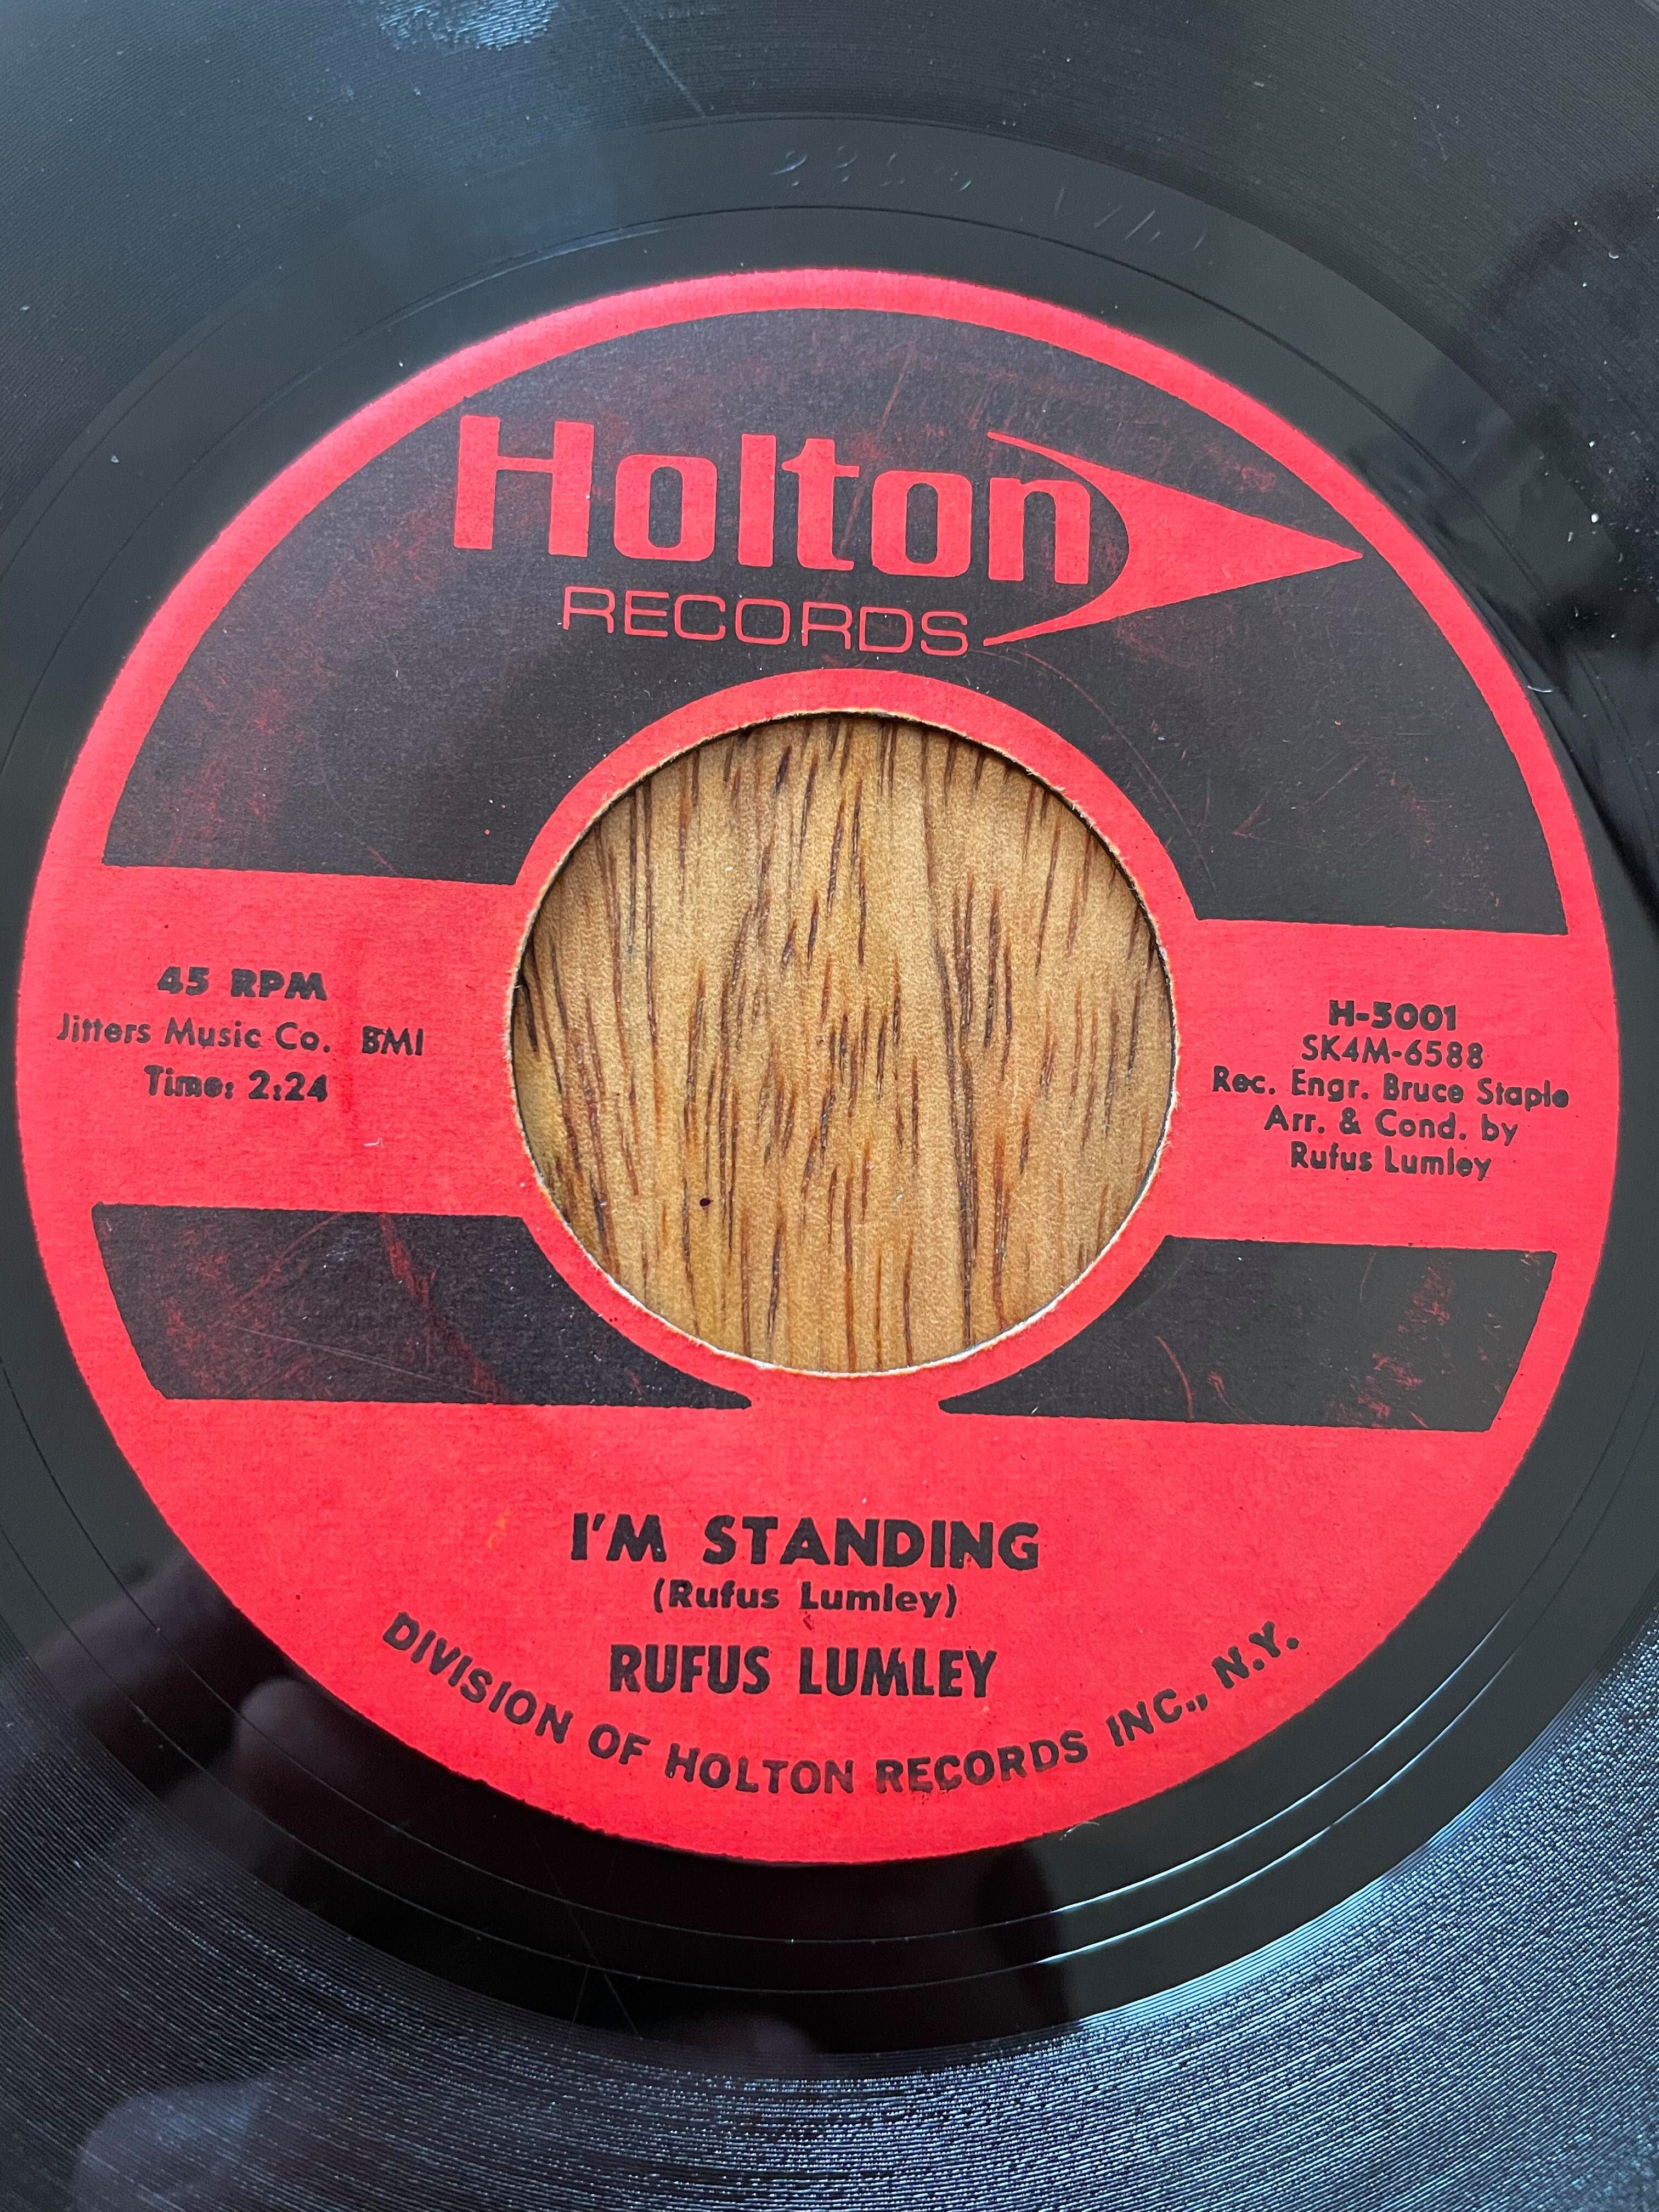 Holton
RECORDS
45 RPM
Jitters Music Co. BMI
Time: 2:24
H-5001
SK4M-6588
Rec. Engr. Bruce Staple
Arr. & Cond. by
Rufus Lumley
I'M STANDING
(Rufus Lumley)
RUFUS LUMLEY
DIVISION OF HOLTON RECORDS INC., N.Y.